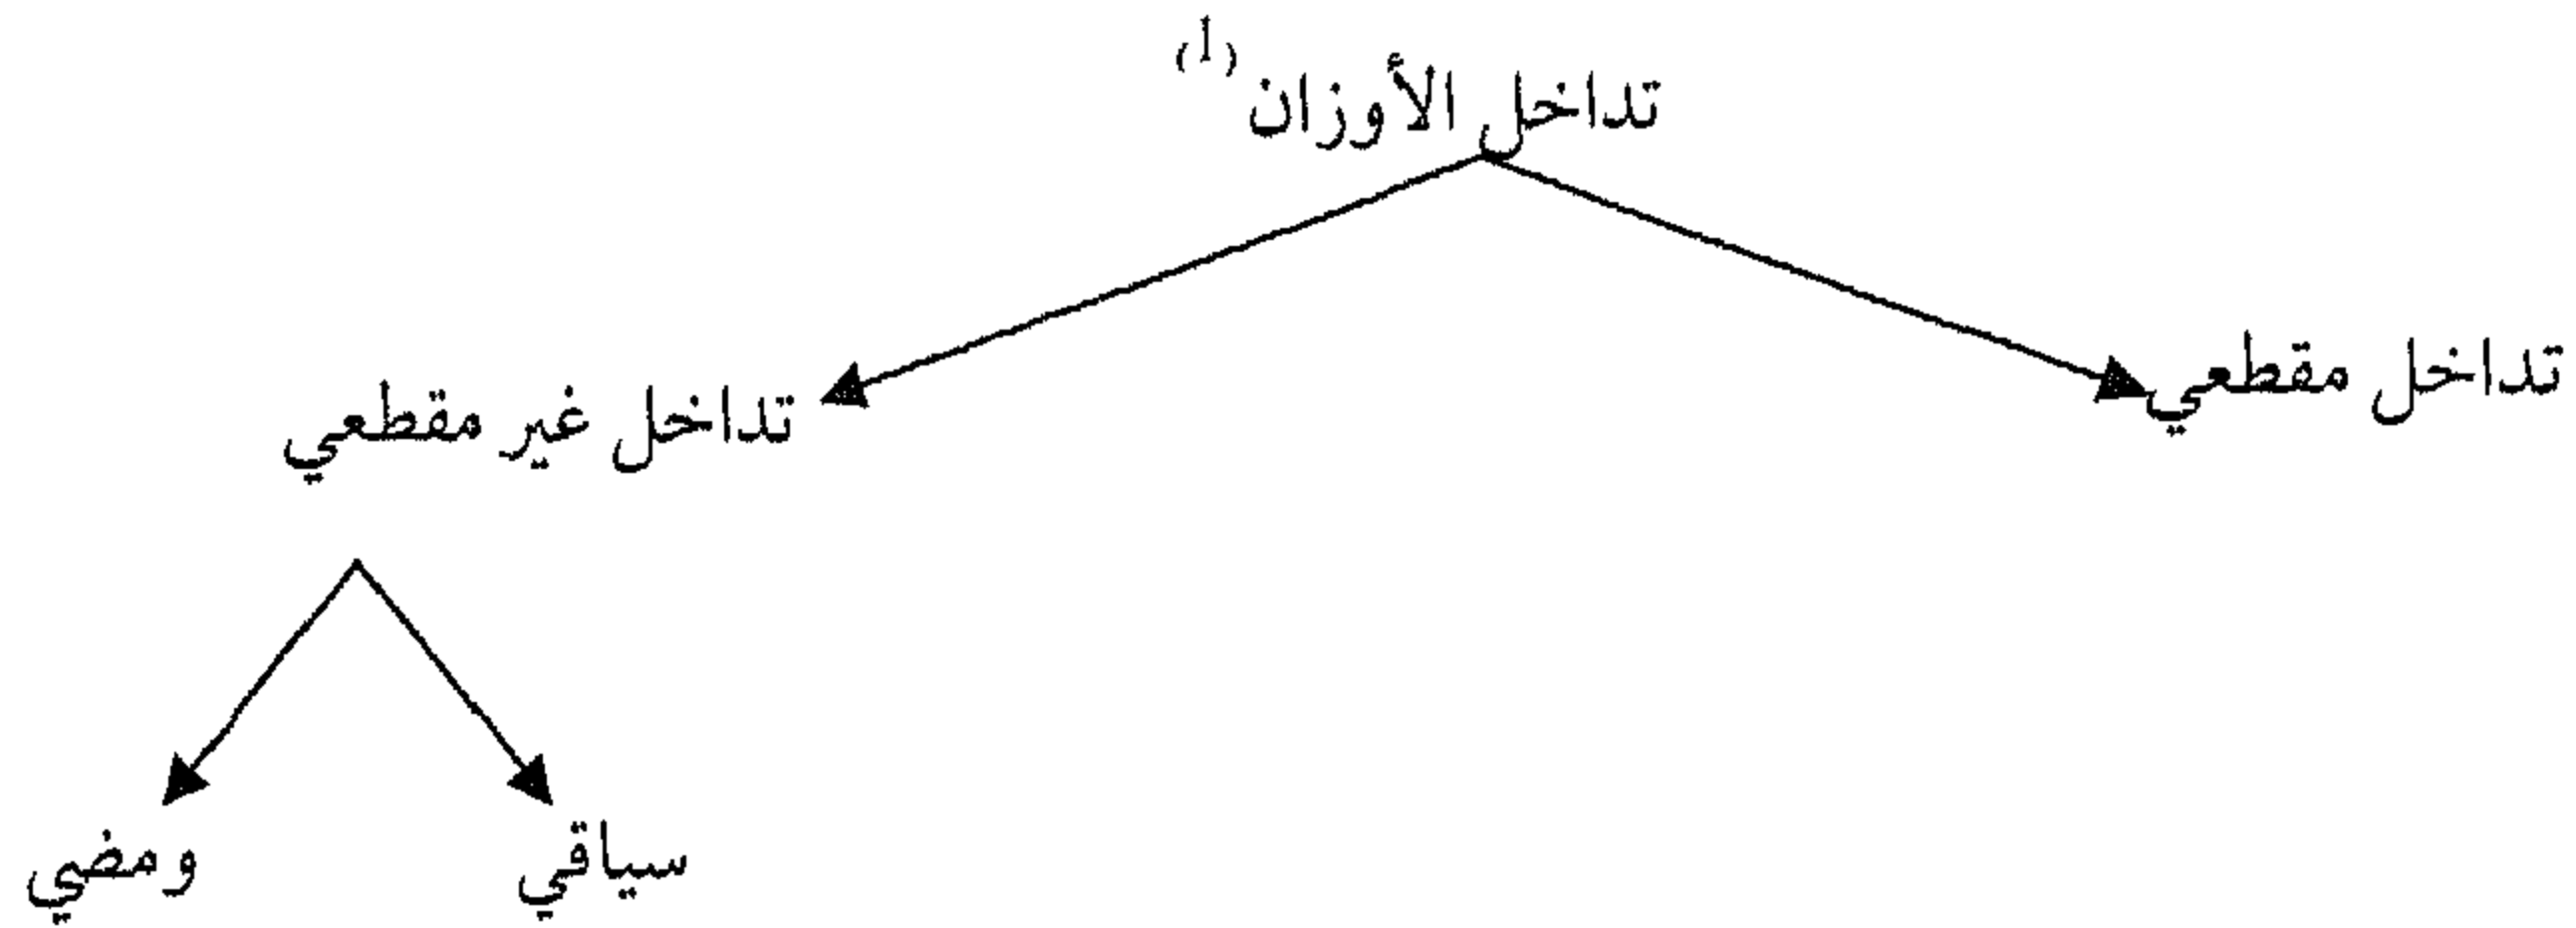 تداخل الأوزان (1)
تداخل مقطعي
تداخل غير مقطعي
سياقي
ومضي